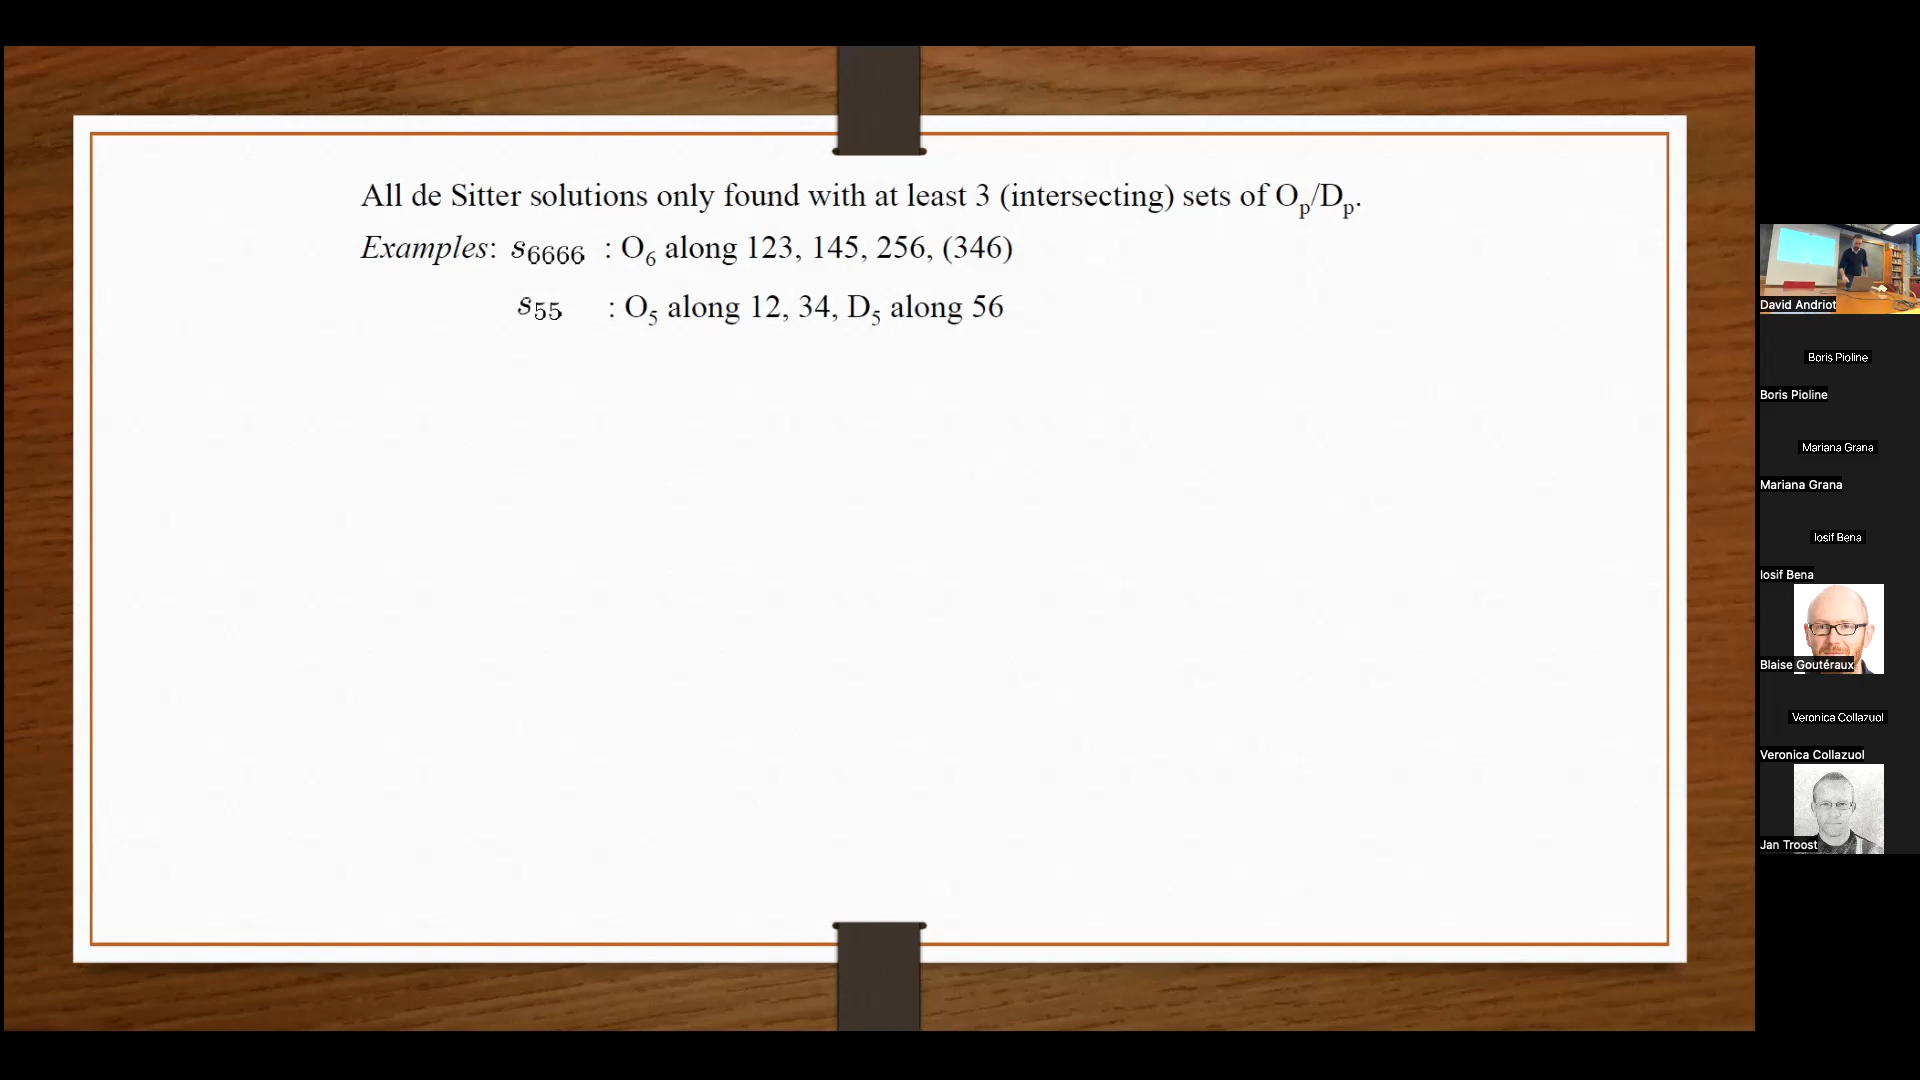 All de Sitter solutions only found with at least 3 (intersecting) sets of Oₚ/Dₚ.
Examples: s₆₆₆₆ : O₆ along 123, 145, 256, (346)
s₅₅ : O₅ along 12, 34, D₅ along 56
David Andriot
Boris Pioline
Boris Pioline
Mariana Grana
Mariana Grana
Iosif Bena
Iosif Bena
Blaise Goutéraux
Veronica Collazuol
Veronica Collazuol
Jan Troost